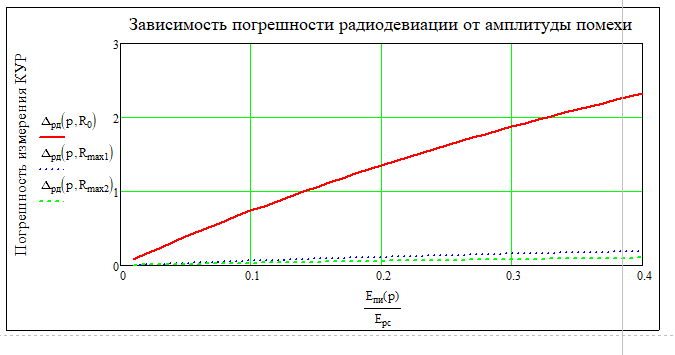 Зависимость погрешности радиодевиации от амплитуды помехи
Погрешность измерения КУР
Δрд(p,R0)
Δрд(p,Rmax1)
Δрд(p,Rmax2)
3
2
1
0
0
0.1
0.2
0.3
0.4
Eпи(p)
Eрс